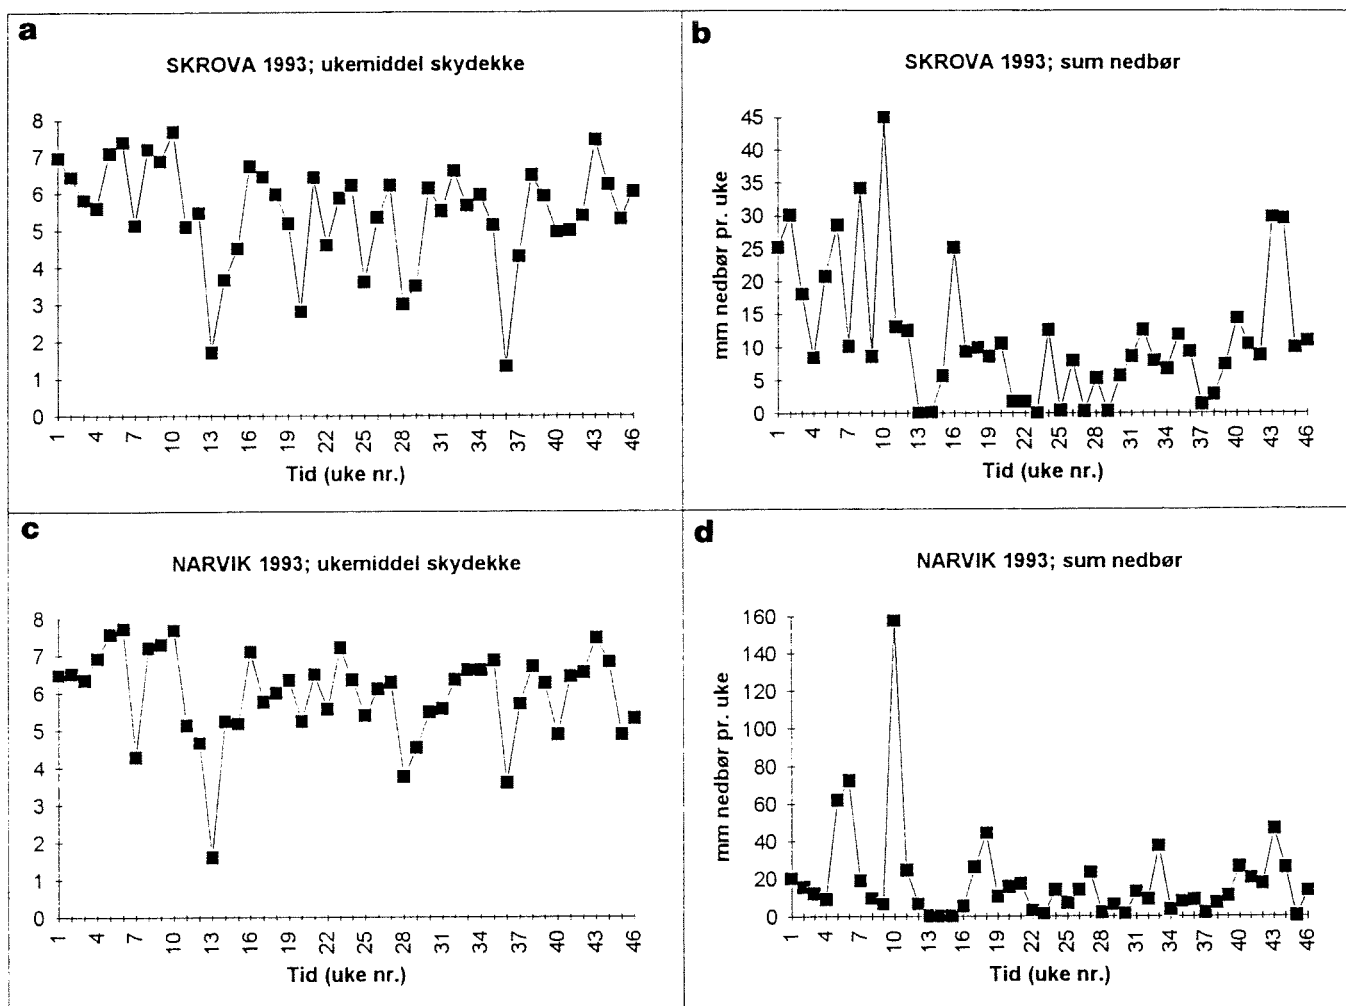 a
SKROVA 1993; ukemiddel skydekke
8
7
6
5
4
3
2
1
0
1 4 7 10 13 16 19 22 25 28 31 34 37 40 43 46
Tid (uke nr.)
b
SKROVA 1993; sum nedbør
mm nedbør pr. uke
45
40
35
30
25
20
15
10
5
0
1 4 7 10 13 16 19 22 25 28 31 34 37 40 43 46
Tid (uke nr.)
c
NARVIK 1993; ukemiddel skydekke
8
7
6
5
4
3
2
1
0
1 4 7 10 13 16 19 22 25 28 31 34 37 40 43 46
Tid (uke nr.)
d
NARVIK 1993; sum nedbør
mm nedbør pr. uke
160
140
120
100
80
60
40
20
0
1 4 7 10 13 16 19 22 25 28 31 34 37 40 43 46
Tid (uke nr.)